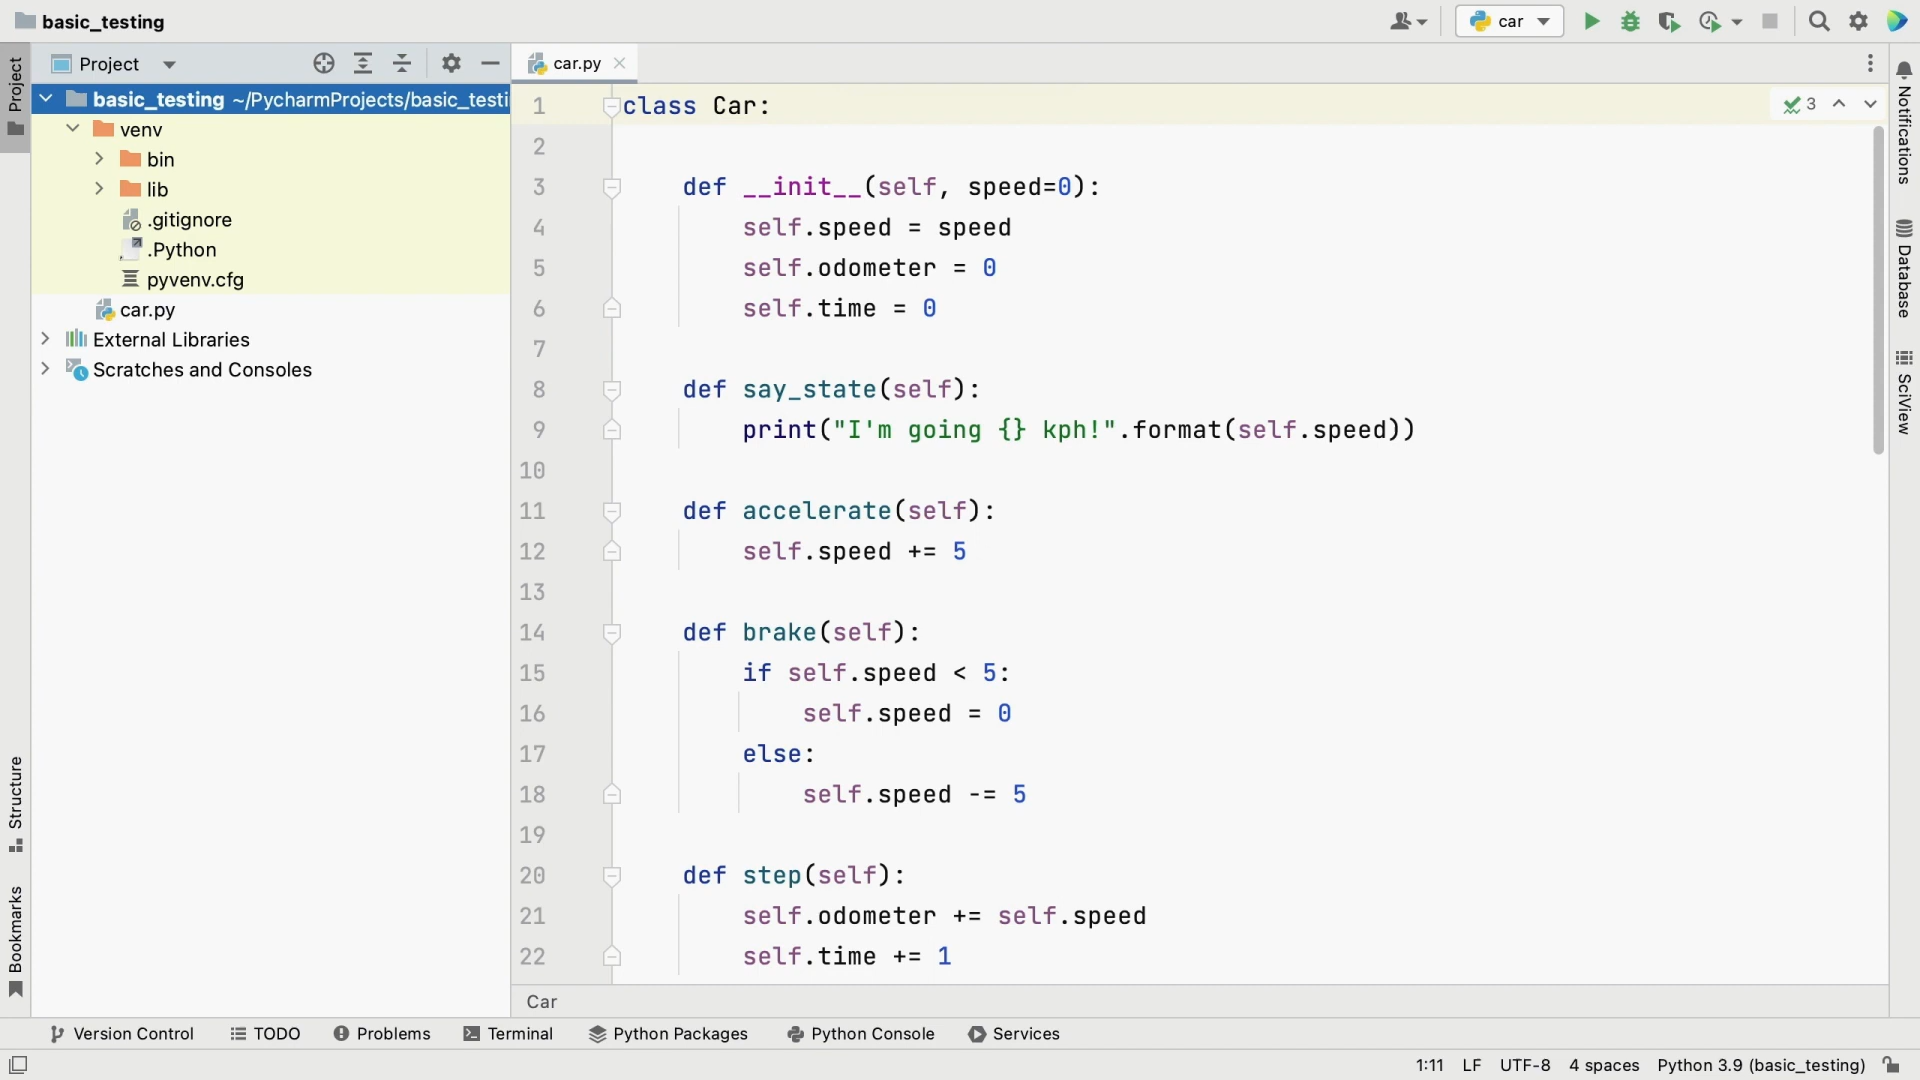 basic_testing
car
Project
basic_testing ~/PycharmProjects/basic_testi
venv
bin
lib
.gitignore
.Python
pyvenv.cfg
car.py
External Libraries
Scratches and Consoles
Project
Structure
Bookmarks
car.py
3
1 class Car:
2
3 def __init__(self, speed=0):
4 self.speed = speed
5 self.odometer = 0
6 self.time = 0
7
8 def say_state(self):
9 print("I'm going {} kph!".format(self.speed))
10
11 def accelerate(self):
12 self.speed += 5
13
14 def brake(self):
15 if self.speed < 5:
16 self.speed = 0
17 else:
18 self.speed -= 5
19
20 def step(self):
21 self.odometer += self.speed
22 self.time += 1
Car
Notifications
Database
SciView
Version Control TODO Problems Terminal Python Packages Python Console Services
1:11 LF UTF-8 4 spaces Python 3.9 (basic_testing)